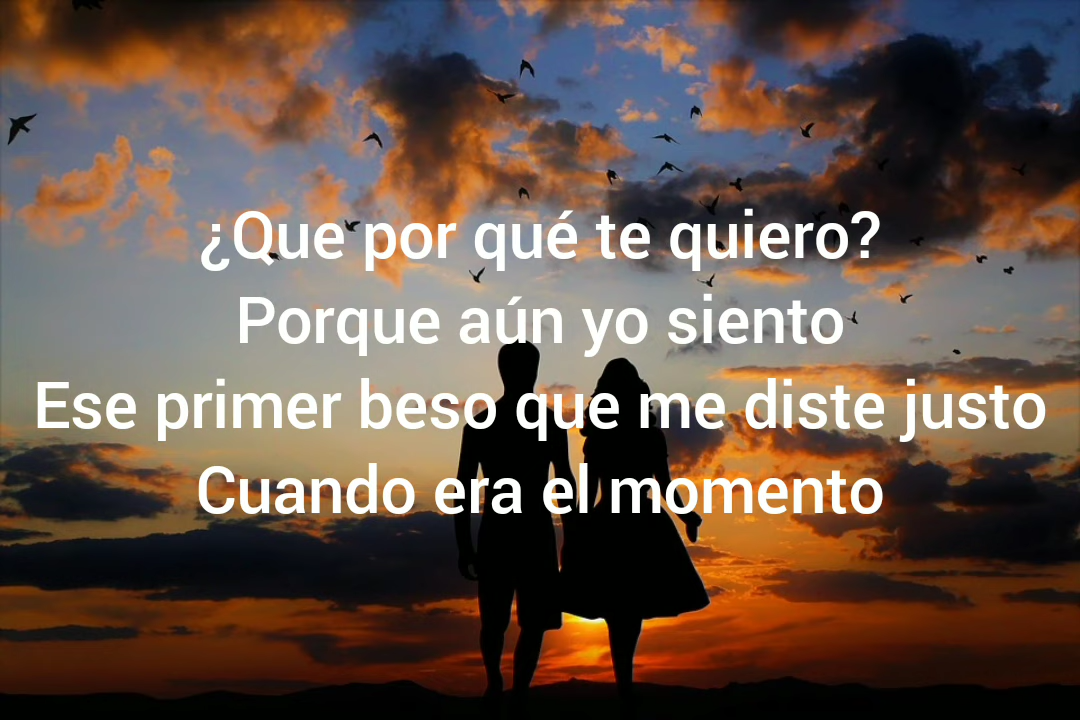 ¿Que por qué te quiero?
Porque aún yo siento
Ese primer beso que me diste justo
Cuando era el momento